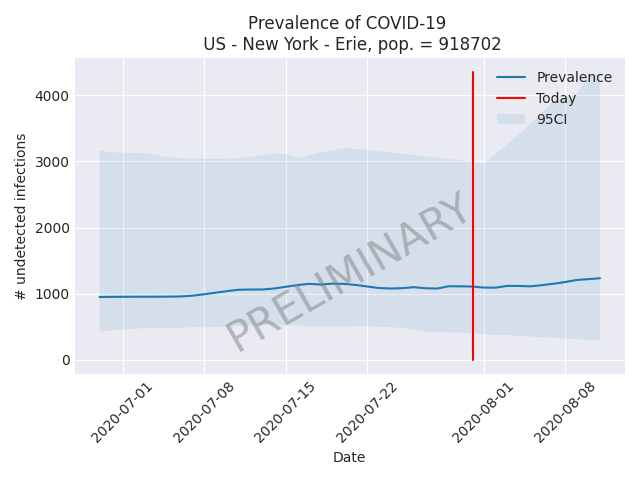 Prevalence of COVID-19
US - New York - Erie, pop. = 918702
Prevalence
Today
95CI
4000
3000
2000
1000
0
# undetected infections
PRELIMINARY
2020-07-01
2020-07-08
2020-07-15
2020-07-22
2020-08-01
2020-08-08
Date